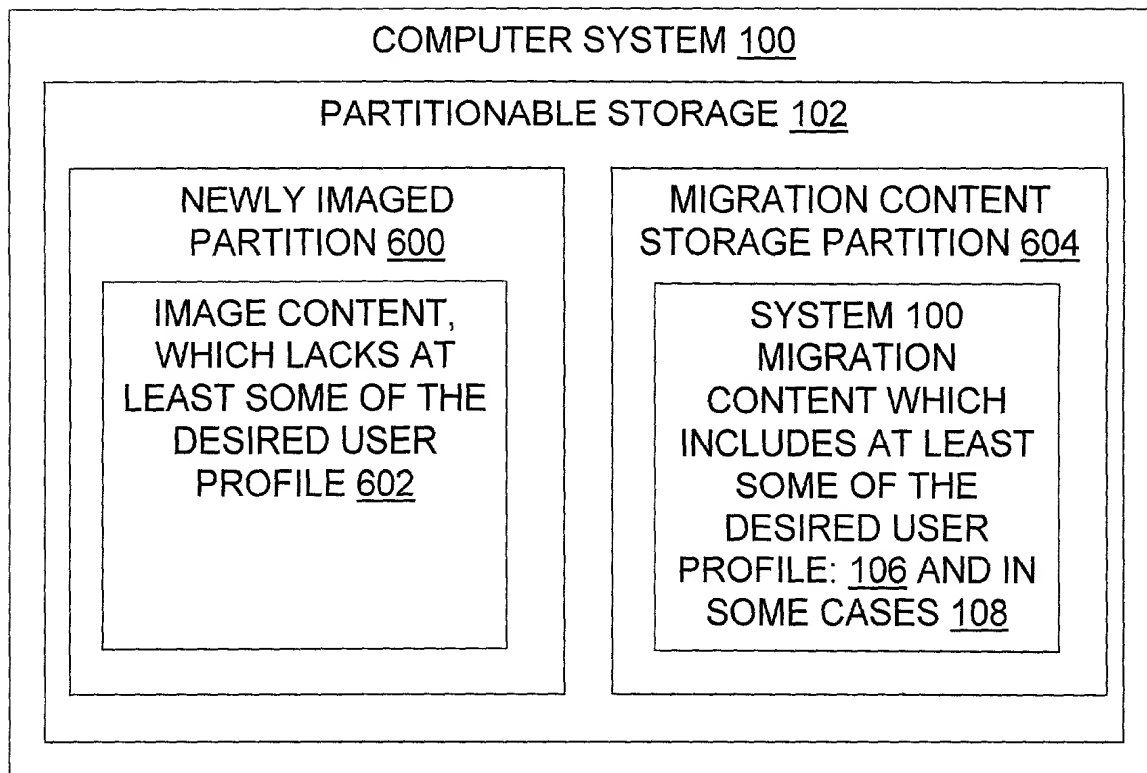 COMPUTER SYSTEM 100
PARTITIONABLE STORAGE 102
NEWLY IMAGED
PARTITION 600
IMAGE CONTENT,
WHICH LACKS AT
LEAST SOME OF THE
DESIRED USER
PROFILE 602
MIGRATION CONTENT
STORAGE PARTITION 604
SYSTEM 100
MIGRATION
CONTENT WHICH
INCLUDES AT LEAST
SOME OF THE
DESIRED USER
PROFILE: 106 AND IN
SOME CASES 108